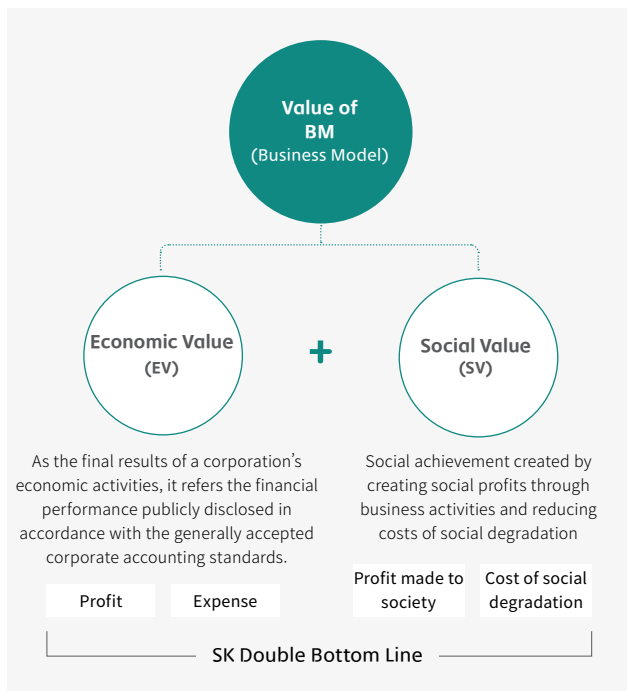 Value of
BM
(Business Model)
Economic Value
(EV)
+
Social Value
(SV)
As the final results of a corporation's
economic activities, it refers the financial
performance publicly disclosed in
accordance with the generally accepted
corporate accounting standards.
Social achievement created by
creating social profits through
business activities and reducing
costs of social degradation
Profit
Expense
Profit made to
society
Cost of social
degradation
SK Double Bottom Line